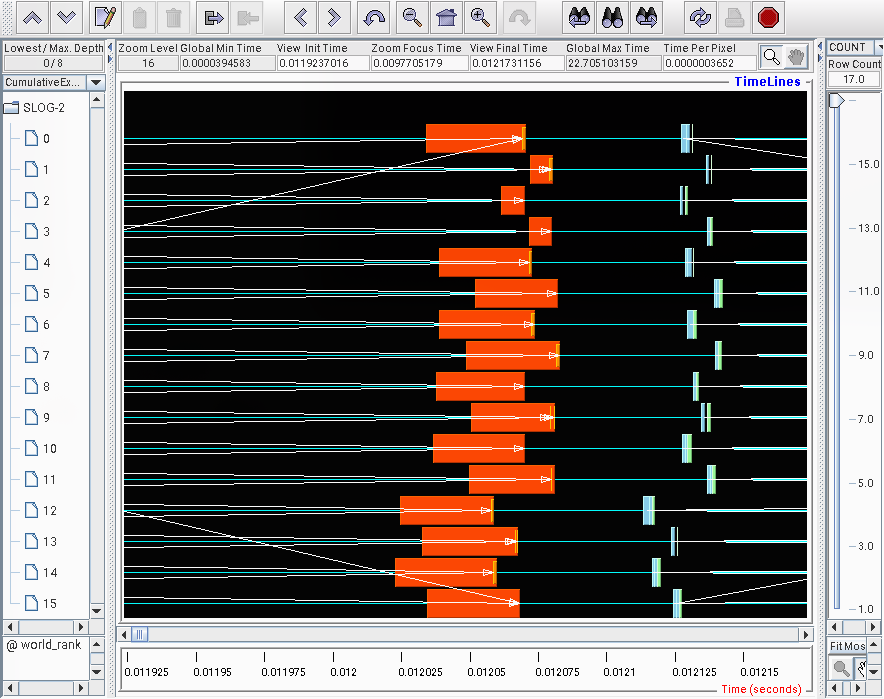 Lowest / Max. Depth Zoom Level Global Min Time View Init Time Zoom Focus Time View Final Time Global Max Time Time Per Pixel
0 / 8 16 0.0000394583 0.0119237016 0.0097705179 0.0121731156 22.705103159 0.0000003652
COUNT
Row Count
17.0
CumulativeEx...
TimeLines
SLOG-2
0
1
2
3
4
5
6
7
8
9
10
11
12
13
14
15
15.0
13.0
11.0
9.0
7.0
5.0
3.0
1.0
@ world_rank
Fit Mos
0.011925 0.01195 0.011975 0.012 0.012025 0.01205 0.012075 0.0121 0.012125 0.01215
Time (seconds)